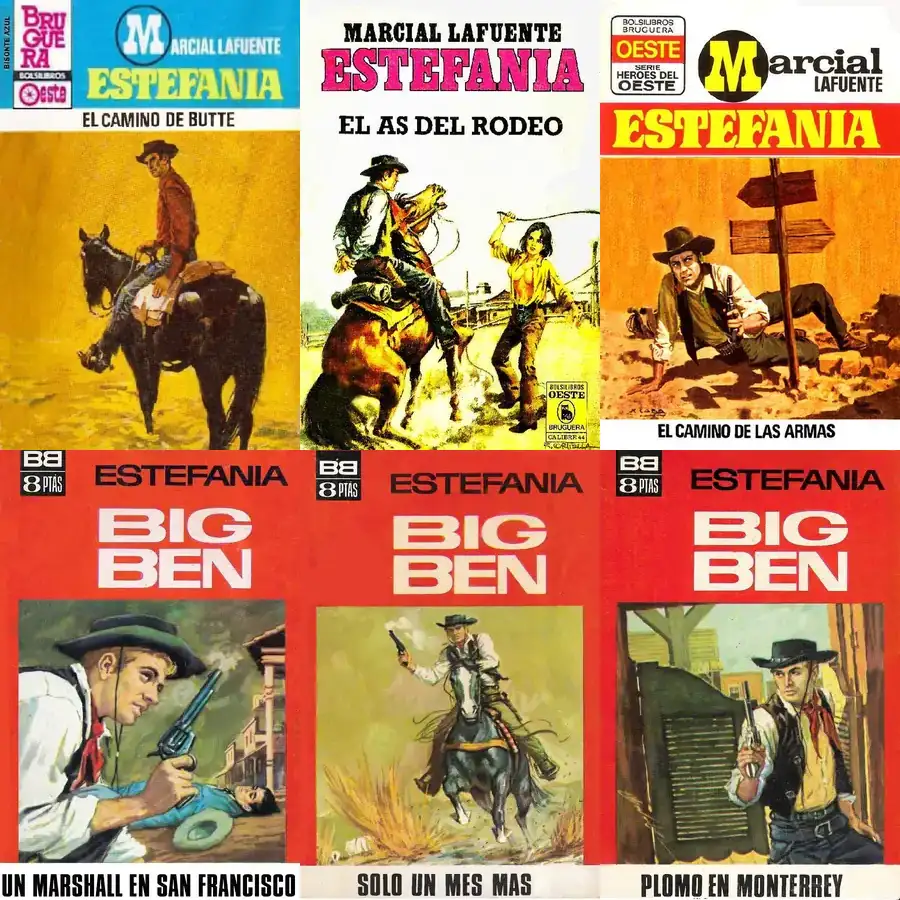 BISONTE AZUL
BRU
GUE
RA
BOLSILIBROS
Oeste
MARCIAL LAFUENTE
ESTEFANIA
EL CAMINO DE BUTTE
MARCIAL LAFUENTE
ESTEFANIA
EL AS DEL RODEO
BOLSILIBROS
OESTE
BRUGUERA
CALIBRE 44
BOLSILIBROS
BRUGUERA
OESTE
SERIE
HEROES DEL
OESTE
Marcial
LAFUENTE
ESTEFANIA
EL CAMINO DE LAS ARMAS
BB
8 PTAS
ESTEFANIA
BIG
BEN
UN MARSHALL EN SAN FRANCISCO
BB
8 PTAS
ESTEFANIA
BIG
BEN
SOLO UN MES MAS
BB
8 PTAS
ESTEFANIA
BIG
BEN
PLOMO EN MONTERREY